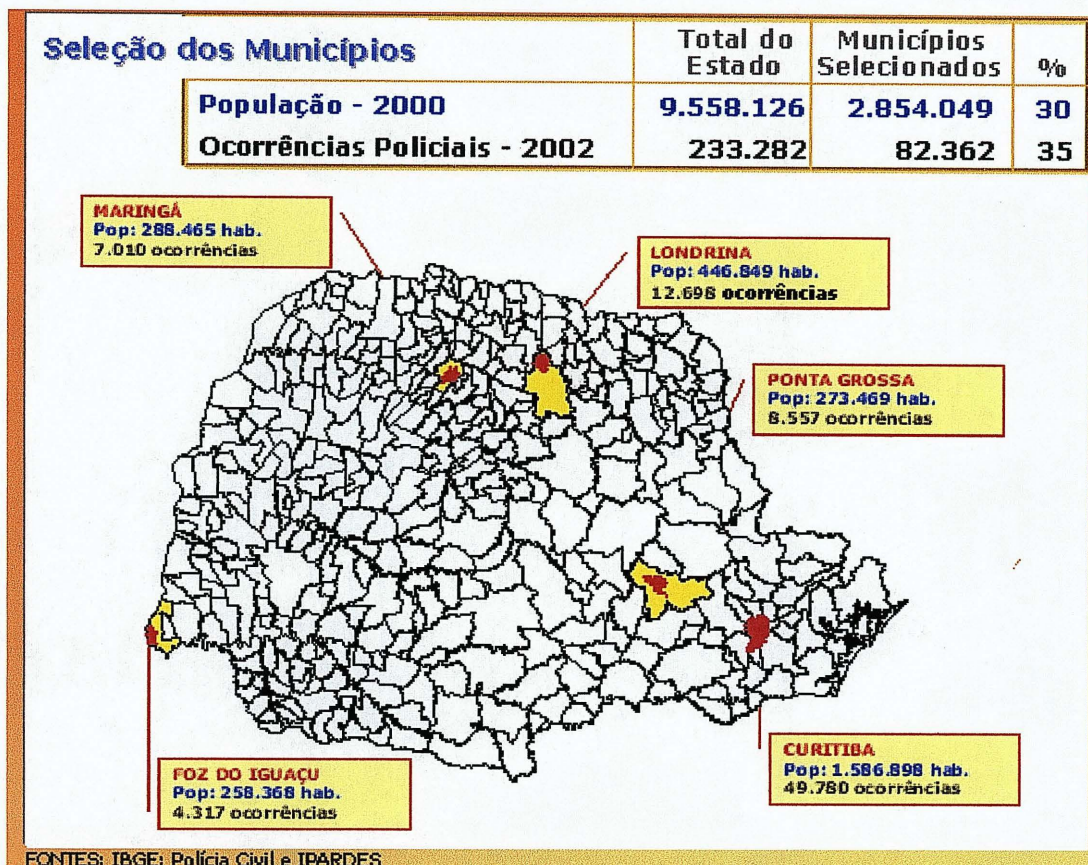 Seleção dos Municípios
Total do
Estado
Municípios
Selecionados
%
População - 2000
9.558.126
2.854.049
30
Ocorrências Policiais - 2002
233.282
82.362
35
MARINGÁ
Pop: 288.465 hab.
7.010 ocorrências
LONDRINA
Pop: 446.849 hab.
12.698 ocorrências
PONTA GROSSA
Pop: 273.469 hab.
8.557 ocorrências
FOZ DO IGUAÇU
Pop: 258.368 hab.
4.317 ocorrências
CURITIBA
Pop: 1.586.898 hab.
49.780 ocorrências
FONTES: IBGE; Polícia Civil e IPARDES